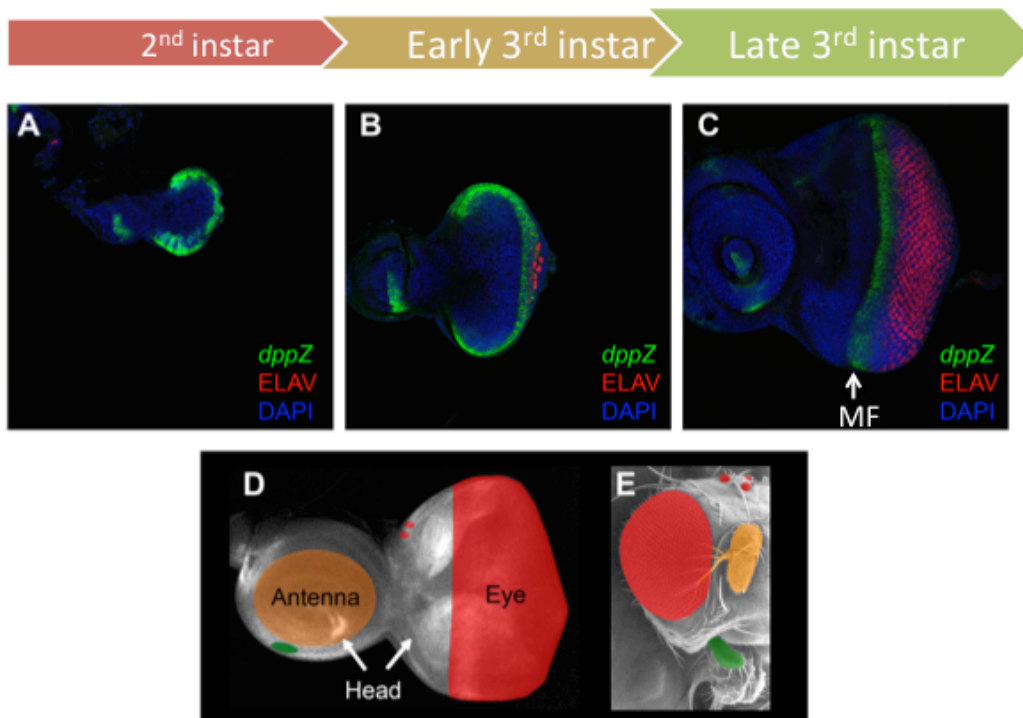 2nd instar
Early 3rd instar
Late 3rd instar
A
dppZ
ELAV
DAPI
B
dppZ
ELAV
DAPI
C
dppZ
ELAV
DAPI
MF
D
Antenna
Eye
Head
E